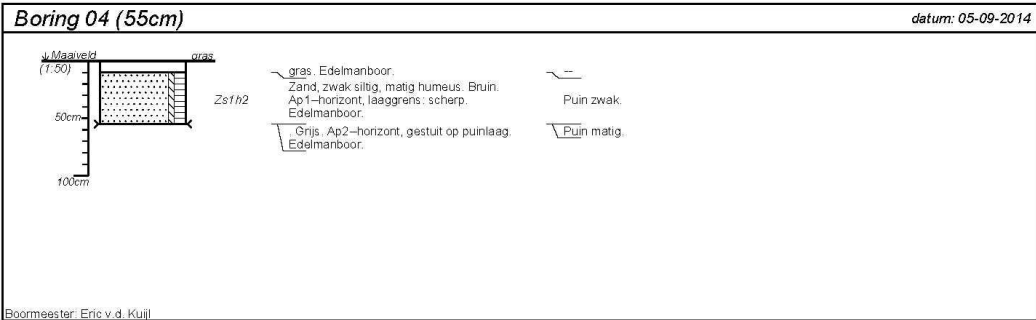 Boring 04 (55cm)
datum: 05-09-2014
Maaiveld
gras
(1:50)
gras. Edelmanboor.
--
Zand, zwak siltig, matig humeus. Bruin.
Zs1h2
Ap1-horizont, laaggrens: scherp.
Puin zwak.
Edelmanboor.
50cm
. Grijs. Ap2-horizont, gestuit op puinlaag.
Puin matig.
Edelmanboor.
100cm
Boormeester: Eric v.d. Kuijl